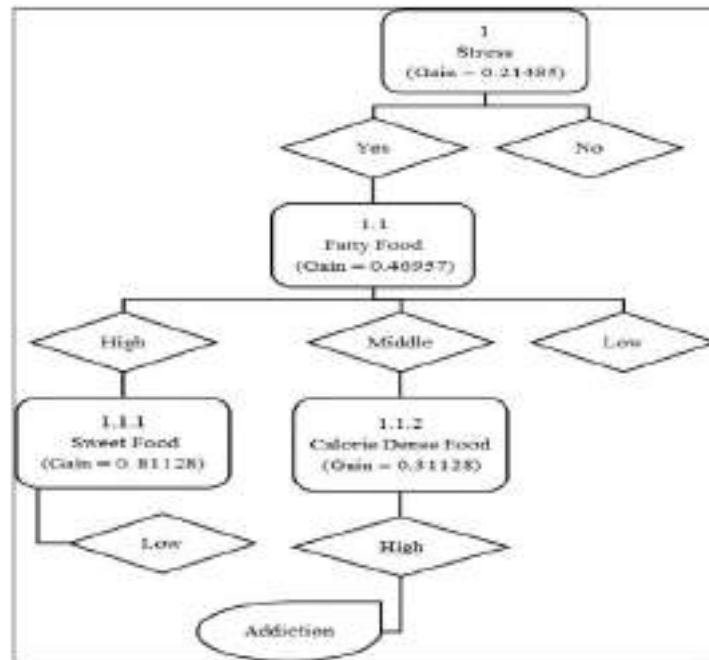 1
Stress
(Gain = 0.21485)
Yes
No
1.1
Fatty Food
(Gain = 0.46957)
High
Middle
Low
1.1.1
Sweet Food
(Gain = 0.81128)
1.1.2
Calorie Dense Food
(Gain = 0.31128)
Low
High
Addiction